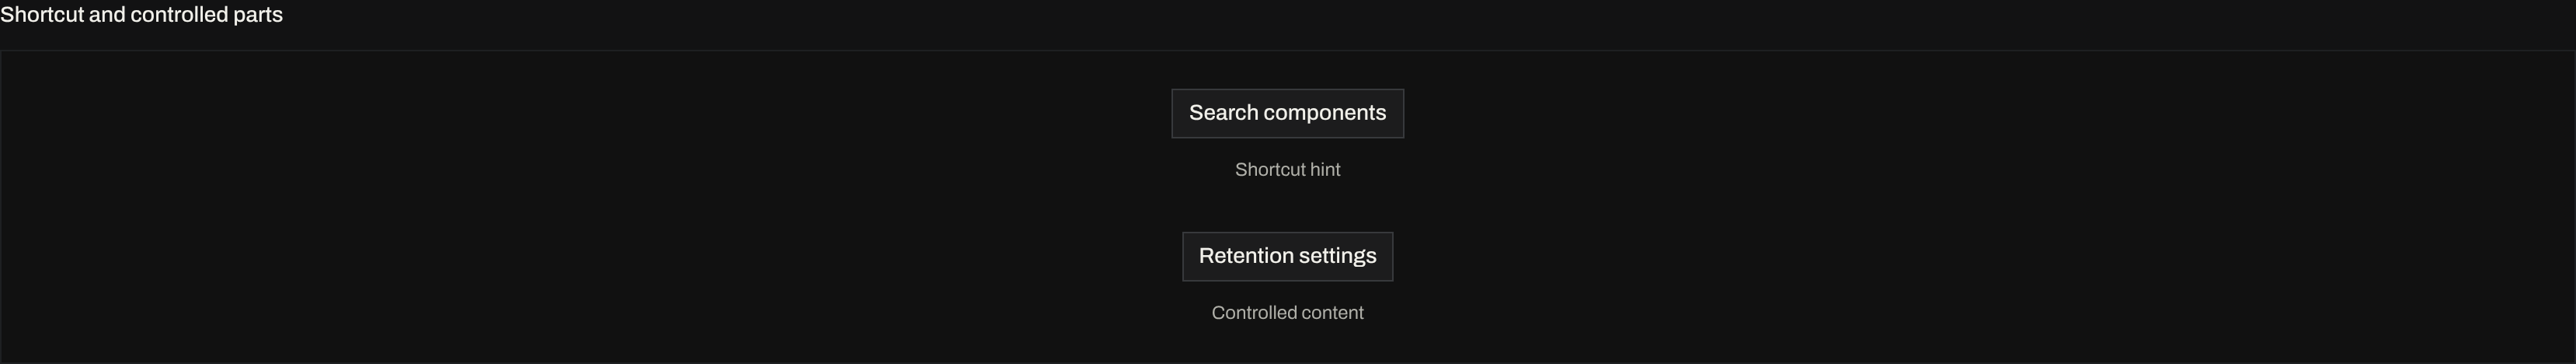 Shortcut and controlled parts
Search components
Shortcut hint
Retention settings
Controlled content